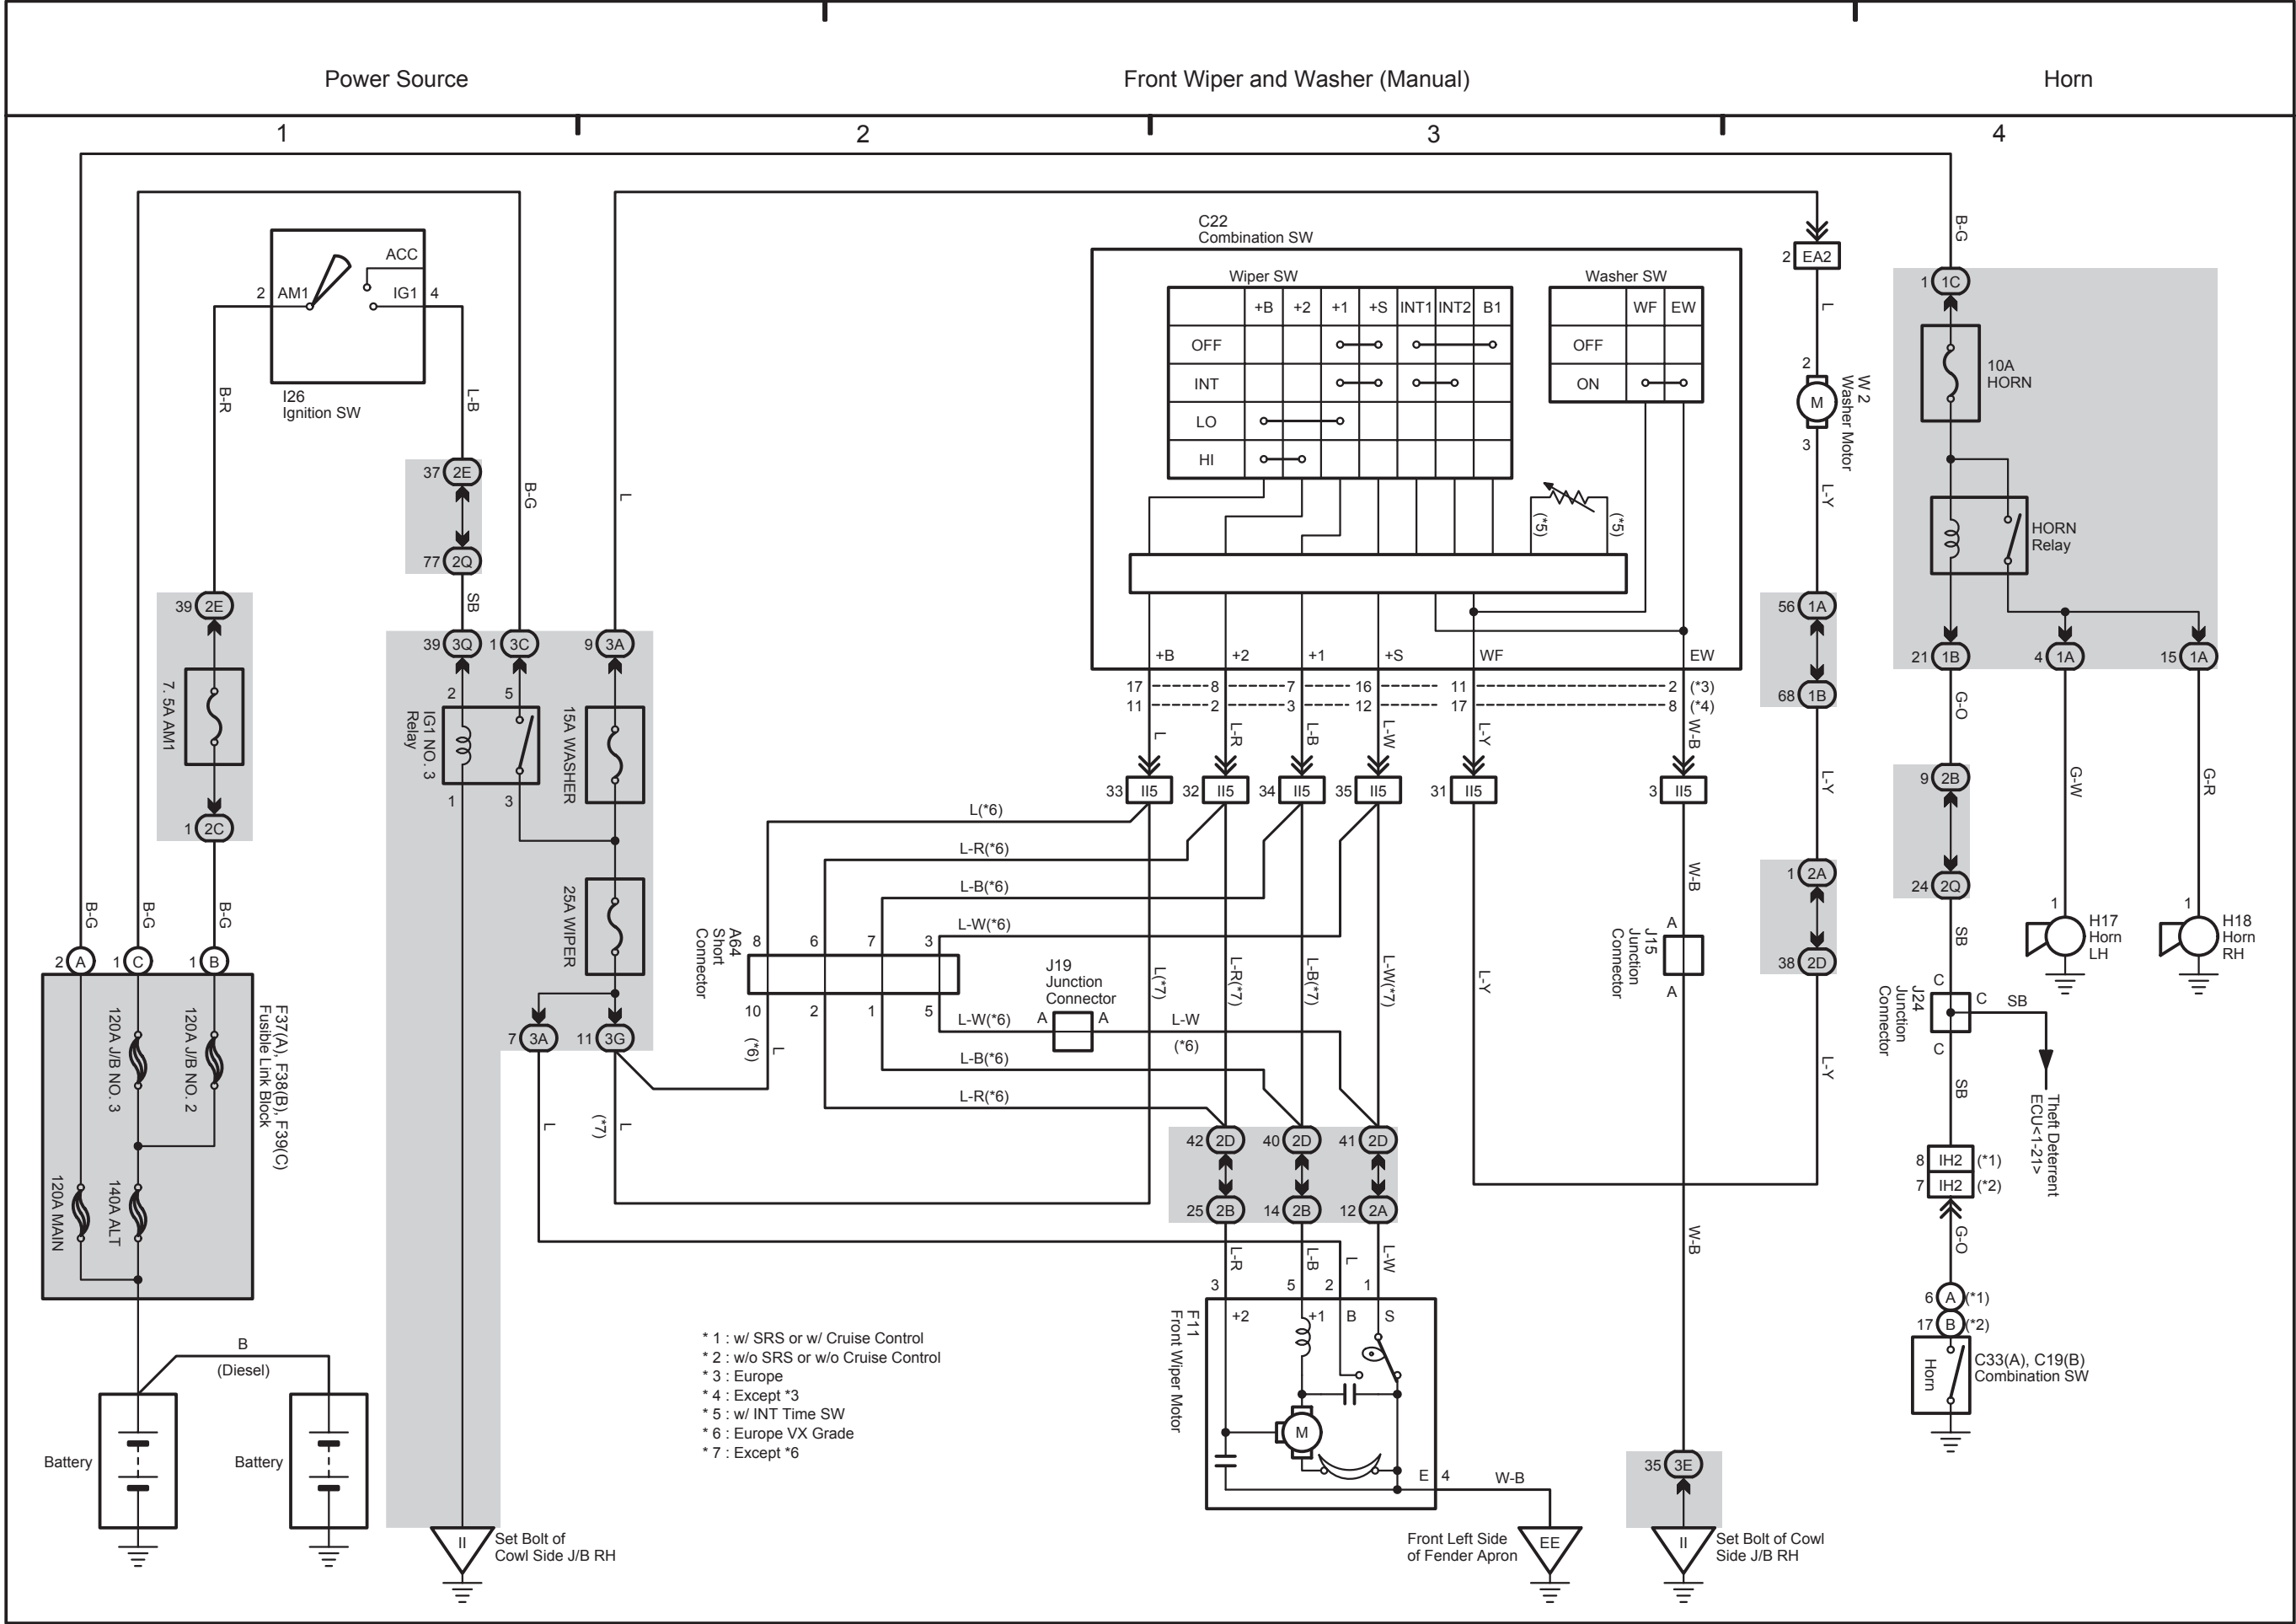 Power Source
Front Wiper and Washer (Manual)
Horn
1
2
3
4
ACC
2 AM1
IG1 4
I26
Ignition SW
B-R
L-B
B-G
L
37 2E
77 2Q
SB
39 2E
7. 5A AM1
1 2C
B-G
B-G
B-G
2 A
1 C
1 B
120A J/B NO. 3
120A J/B NO. 2
120A MAIN
140A ALT
F37(A), F38(B), F39(C)
Fusible Link Block
B
(Diesel)
Battery
Battery
39 3Q
1 3C
9 3A
2
5
IG1 NO. 3
Relay
1
3
15A WASHER
25A WIPER
7 3A
11 3G
L
L
(*7)
II
Set Bolt of
Cowl Side J/B RH
C22
Combination SW
Wiper SW
+B +2 +1 +S INT1 INT2 B1
OFF
INT
LO
HI
Washer SW
WF EW
OFF
ON
(*5)
(*5)
+B +2 +1 +S WF EW
17 8 7 16 11 2 (*3)
11 2 3 12 17 8 (*4)
L
L-R
L-B
L-W
L-Y
W-B
33 II5
32 II5
34 II5
35 II5
31 II5
3 II5
L(*6)
L-R(*6)
L-B(*6)
L-W(*6)
A64
Short
Connector
8 6 7 3
10 2 1 5
L
(*6)
L-W(*6)
L-B(*6)
L-R(*6)
J19
Junction
Connector
A
A
L-W
(*6)
L(*7)
L-R(*7)
L-B(*7)
L-W(*7)
L-Y
W-B
A
J15
Junction
Connector
A
W-B
42 2D
40 2D
41 2D
25 2B
14 2B
12 2A
L-R
L-B
L
L-W
3 5 2 1
+2 +1 B S
F11
Front Wiper Motor
M
E 4
W-B
Front Left Side
of Fender Apron
EE
35 3E
II
Set Bolt of Cowl
Side J/B RH
* 1 : w/ SRS or w/ Cruise Control
* 2 : w/o SRS or w/o Cruise Control
* 3 : Europe
* 4 : Except *3
* 5 : w/ INT Time SW
* 6 : Europe VX Grade
* 7 : Except *6
2 EA2
L
2
M
W 2
Washer Motor
3
L-Y
56 1A
68 1B
L-Y
1 2A
38 2D
L-Y
B-G
1 1C
10A
HORN
HORN
Relay
21 1B
4 1A
15 1A
G-O
G-W
G-R
9 2B
24 2Q
SB
1
H17
Horn
LH
1
H18
Horn
RH
C
C
SB
J24
Junction
Connector
C
SB
Theft Deterrent
ECU<1-21>
8 IH2 (*1)
7 IH2 (*2)
G-O
6 A (*1)
17 B (*2)
Horn
C33(A), C19(B)
Combination SW